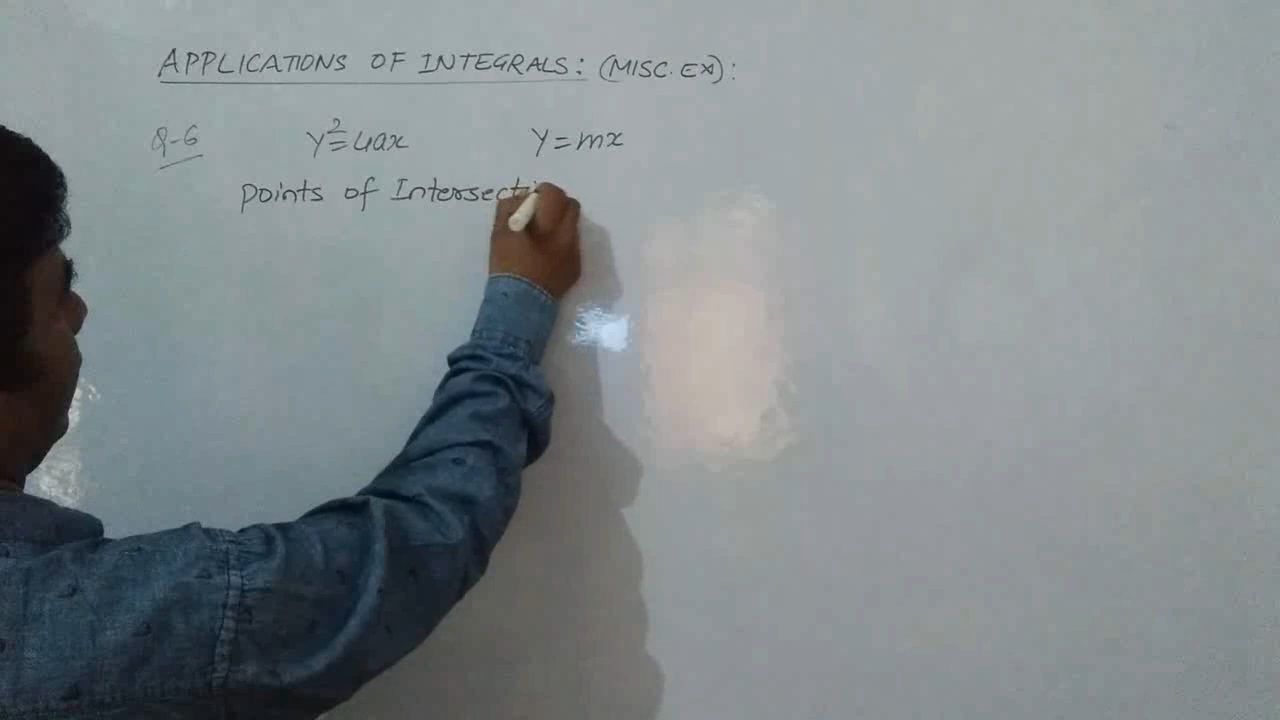 APPLICATIONS OF INTEGRALS: (MISC. EX):
Q-6 y²=4ax y=mx
Points of Intersecti